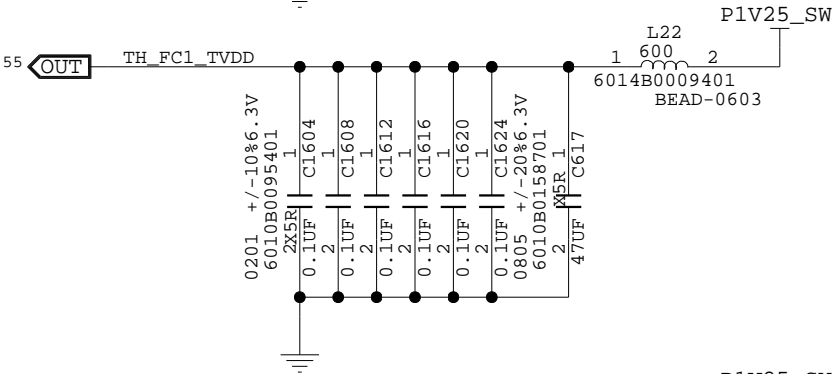 P1V25_SW
L22
600
1 2
6014B0009401
BEAD-0603
55 OUT TH_FC1_TVDD
0201 +/-10%6.3V
6010B0095401
X5R
1 C1604
2 0.1UF
1 C1608
2 0.1UF
1 C1612
2 0.1UF
1 C1616
2 0.1UF
1 C1620
2 0.1UF
1 C1624
2 0.1UF
0805 +/-20%6.3V
6010B0158701
X5R
1 C617
2 47UF